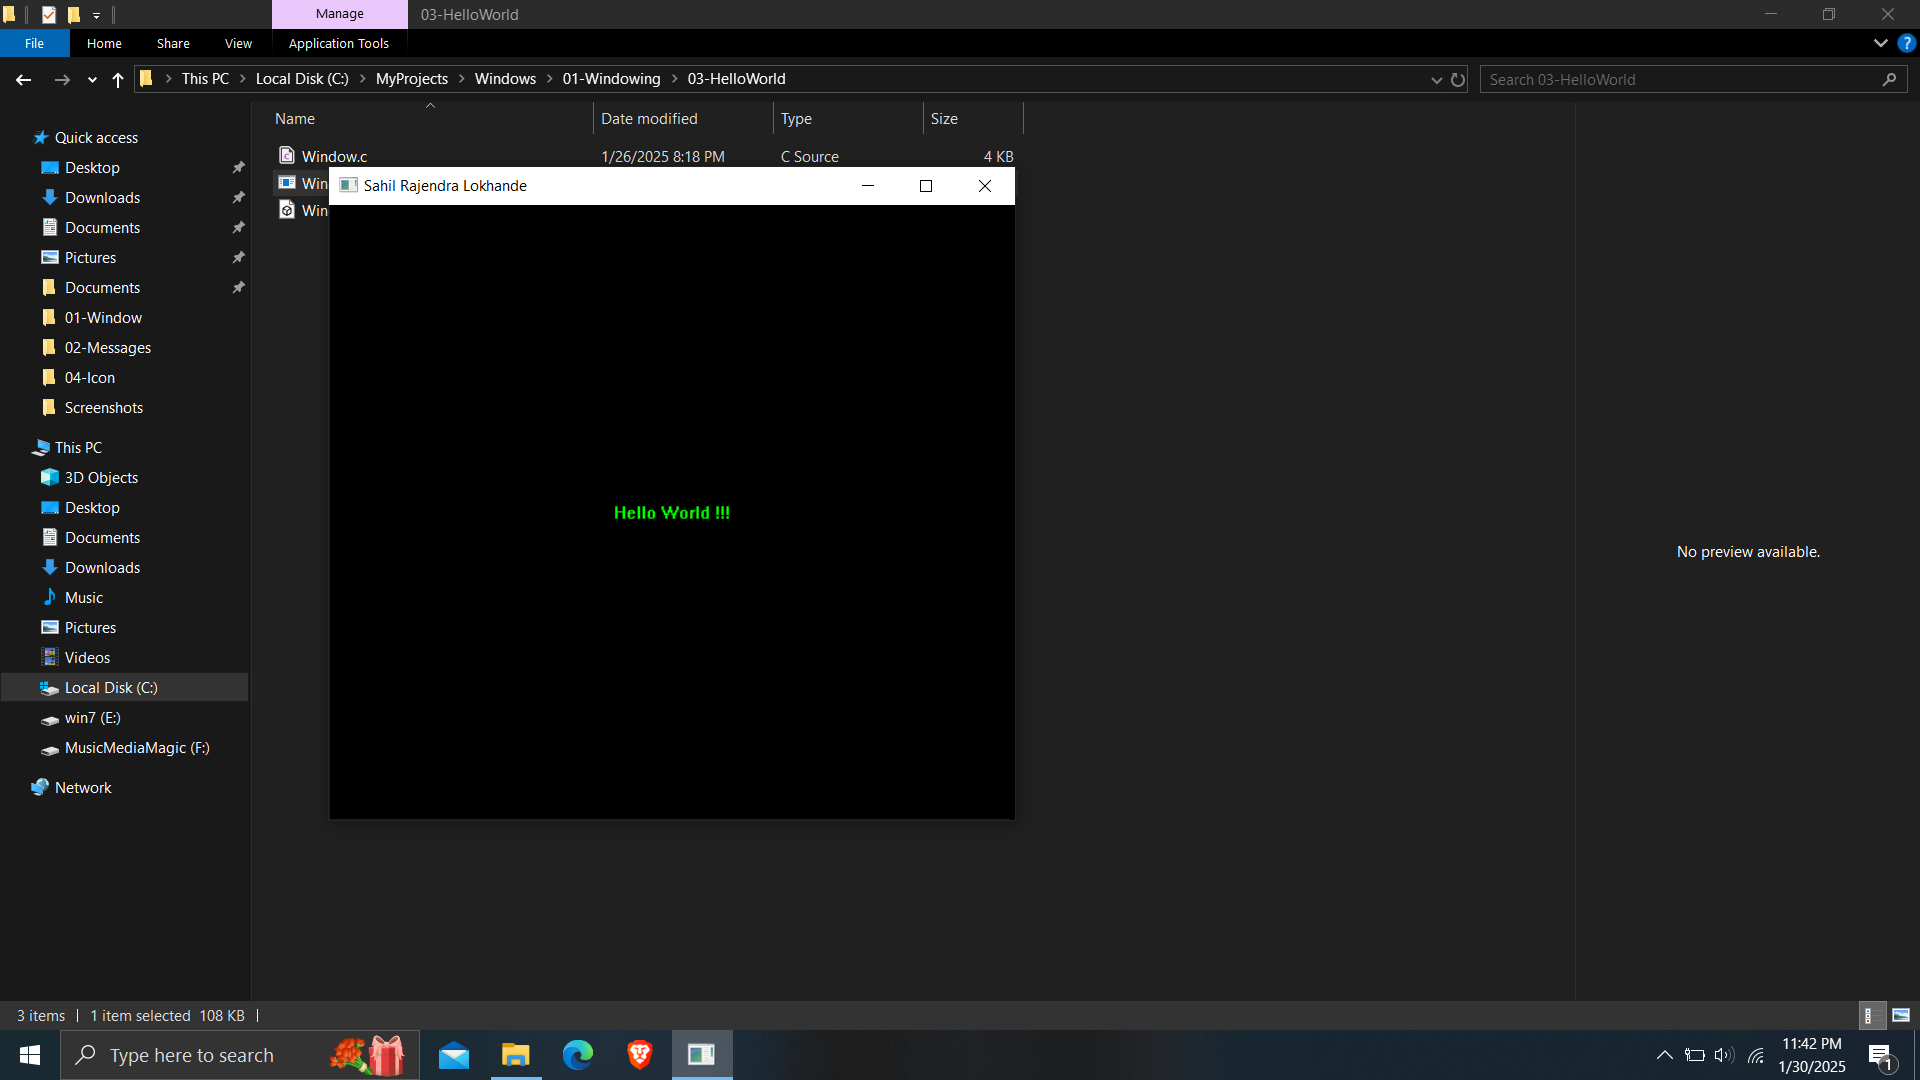 Manage
03-HelloWorld
File
Home
Share
View
Application Tools
This PC
Local Disk (C:)
MyProjects
Windows
01-Windowing
03-HelloWorld
Search 03-HelloWorld
Name
Date modified
Type
Size
Window.c
1/26/2025 8:18 PM
C Source
4 KB
Win
Win
Sahil Rajendra Lokhande
Hello World !!!
Quick access
Desktop
Downloads
Documents
Pictures
Documents
01-Window
02-Messages
04-Icon
Screenshots
This PC
3D Objects
Desktop
Documents
Downloads
Music
Pictures
Videos
Local Disk (C:)
win7 (E:)
MusicMediaMagic (F:)
Network
No preview available.
3 items
1 item selected 108 KB
Type here to search
11:42 PM
1/30/2025
1